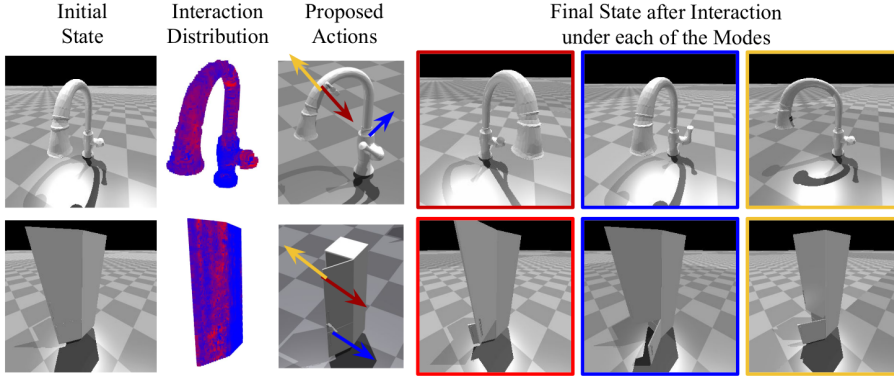 Initial
State
Interaction
Distribution
Proposed
Actions
Final State after Interaction
under each of the Modes